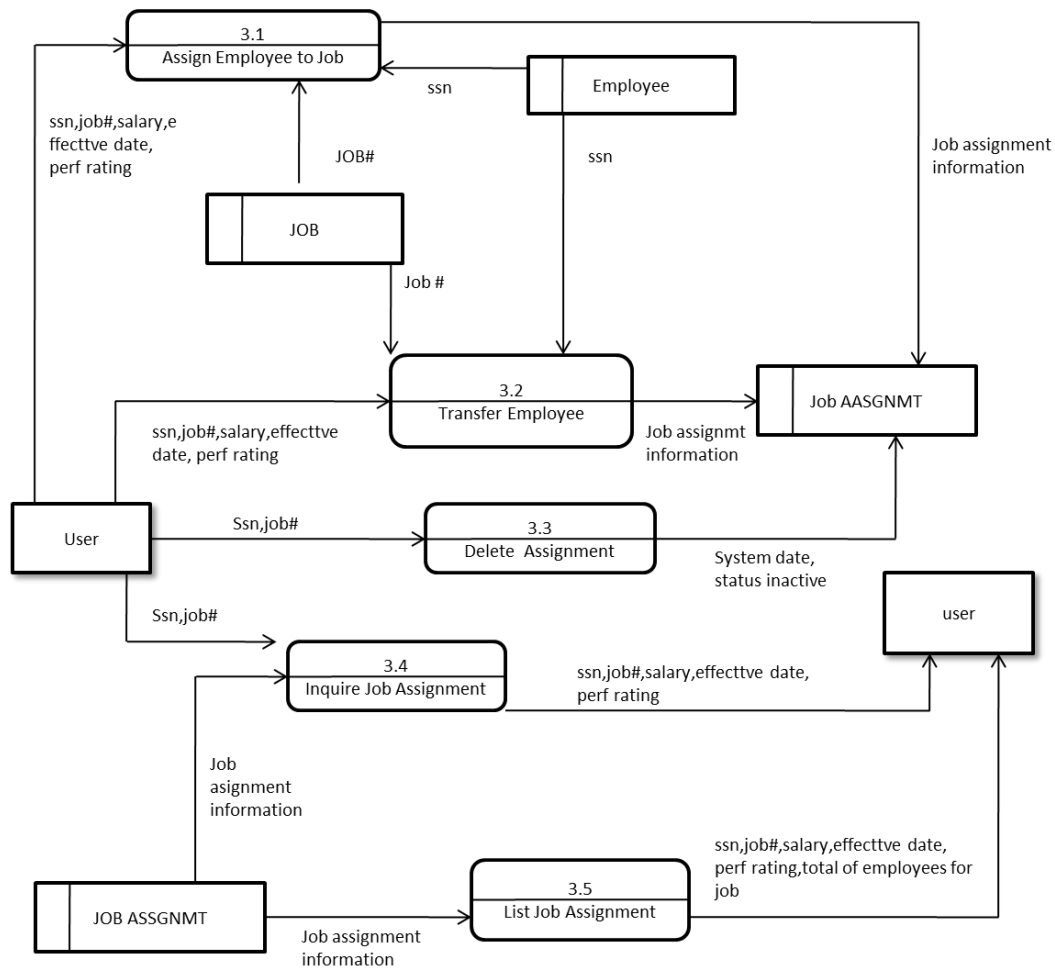 3.1
Assign Employee to Job
ssn
Employee
ssn,job#,salary,e
ffecttve date,
perf rating
JOB#
ssn
Job assignment
information
JOB
Job #
3.2
Transfer Employee
Job AASGNMT
ssn,job#,salary,effecttve
date, perf rating
Job assignmt
information
User
Ssn,job#
3.3
Delete Assignment
System date,
status inactive
Ssn,job#
user
3.4
Inquire Job Assignment
ssn,job#,salary,effecttve date,
perf rating
Job
asignment
information
ssn,job#,salary,effecttve date,
perf rating,total of employees for
job
3.5
List Job Assignment
JOB ASSGNMT
Job assignment
information